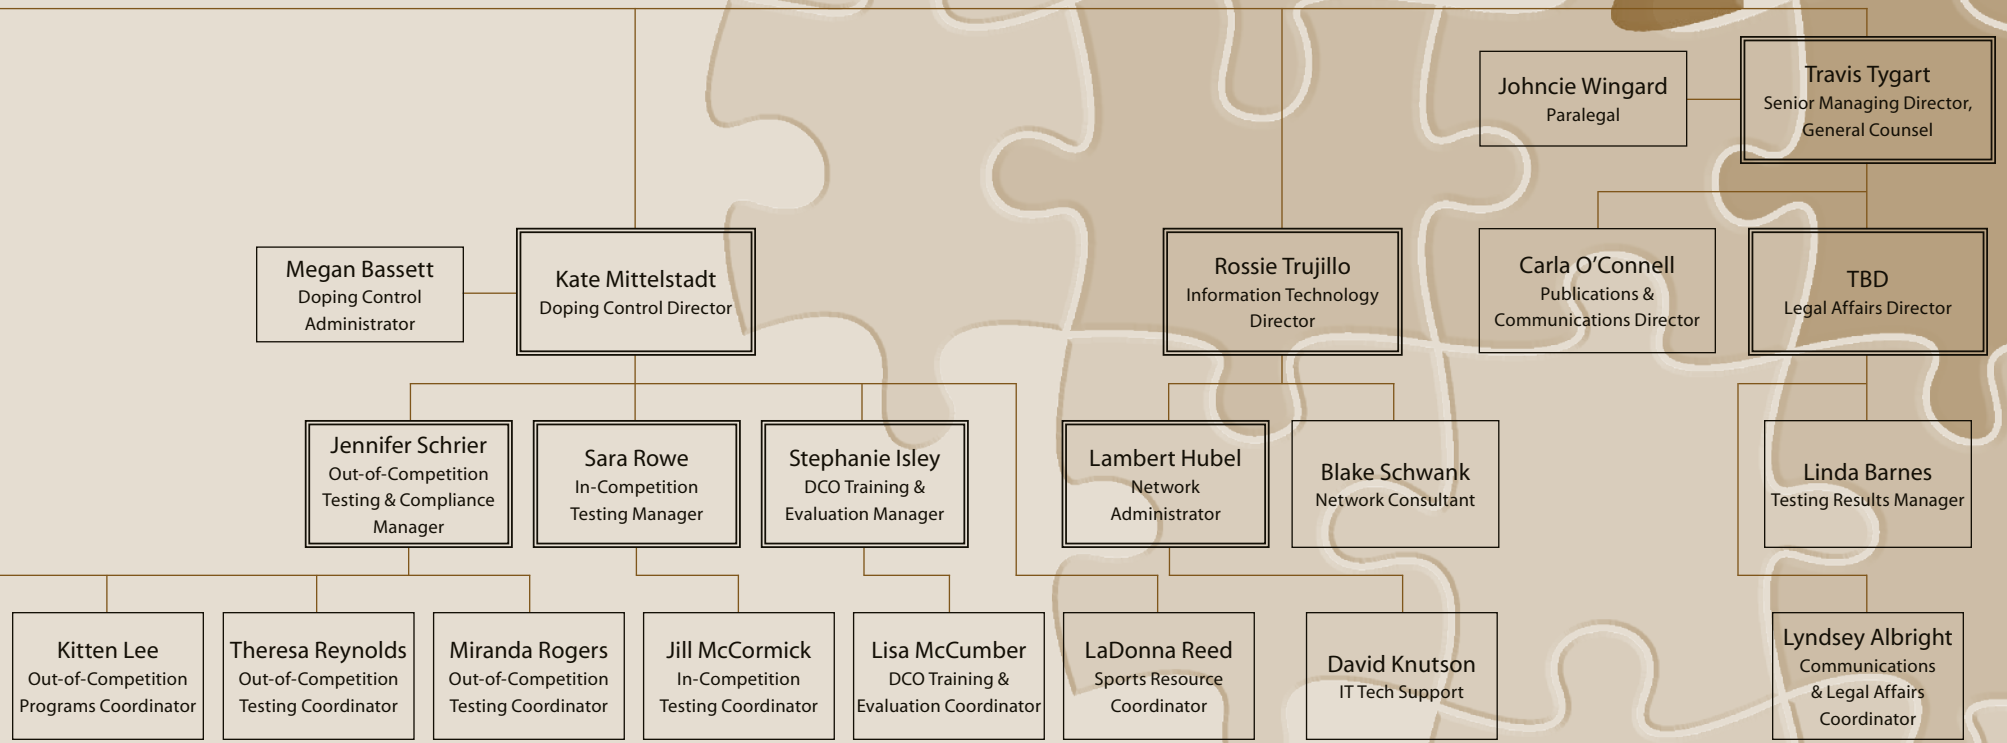 Johncie Wingard
Paralegal
Travis Tygart
Senior Managing Director,
General Counsel
Megan Bassett
Doping Control
Administrator
Kate Mittelstadt
Doping Control Director
Rossie Trujillo
Information Technology
Director
Carla O’Connell
Publications &
Communications Director
TBD
Legal Affairs Director
Jennifer Schrier
Out-of-Competition
Testing & Compliance
Manager
Sara Rowe
In-Competition
Testing Manager
Stephanie Isley
DCO Training &
Evaluation Manager
Lambert Hubel
Network
Administrator
Blake Schwank
Network Consultant
Linda Barnes
Testing Results Manager
Kitten Lee
Out-of-Competition
Programs Coordinator
Theresa Reynolds
Out-of-Competition
Testing Coordinator
Miranda Rogers
Out-of-Competition
Testing Coordinator
Jill McCormick
In-Competition
Testing Coordinator
Lisa McCumber
DCO Training &
Evaluation Coordinator
LaDonna Reed
Sports Resource
Coordinator
David Knutson
IT Tech Support
Lyndsey Albright
Communications
& Legal Affairs
Coordinator